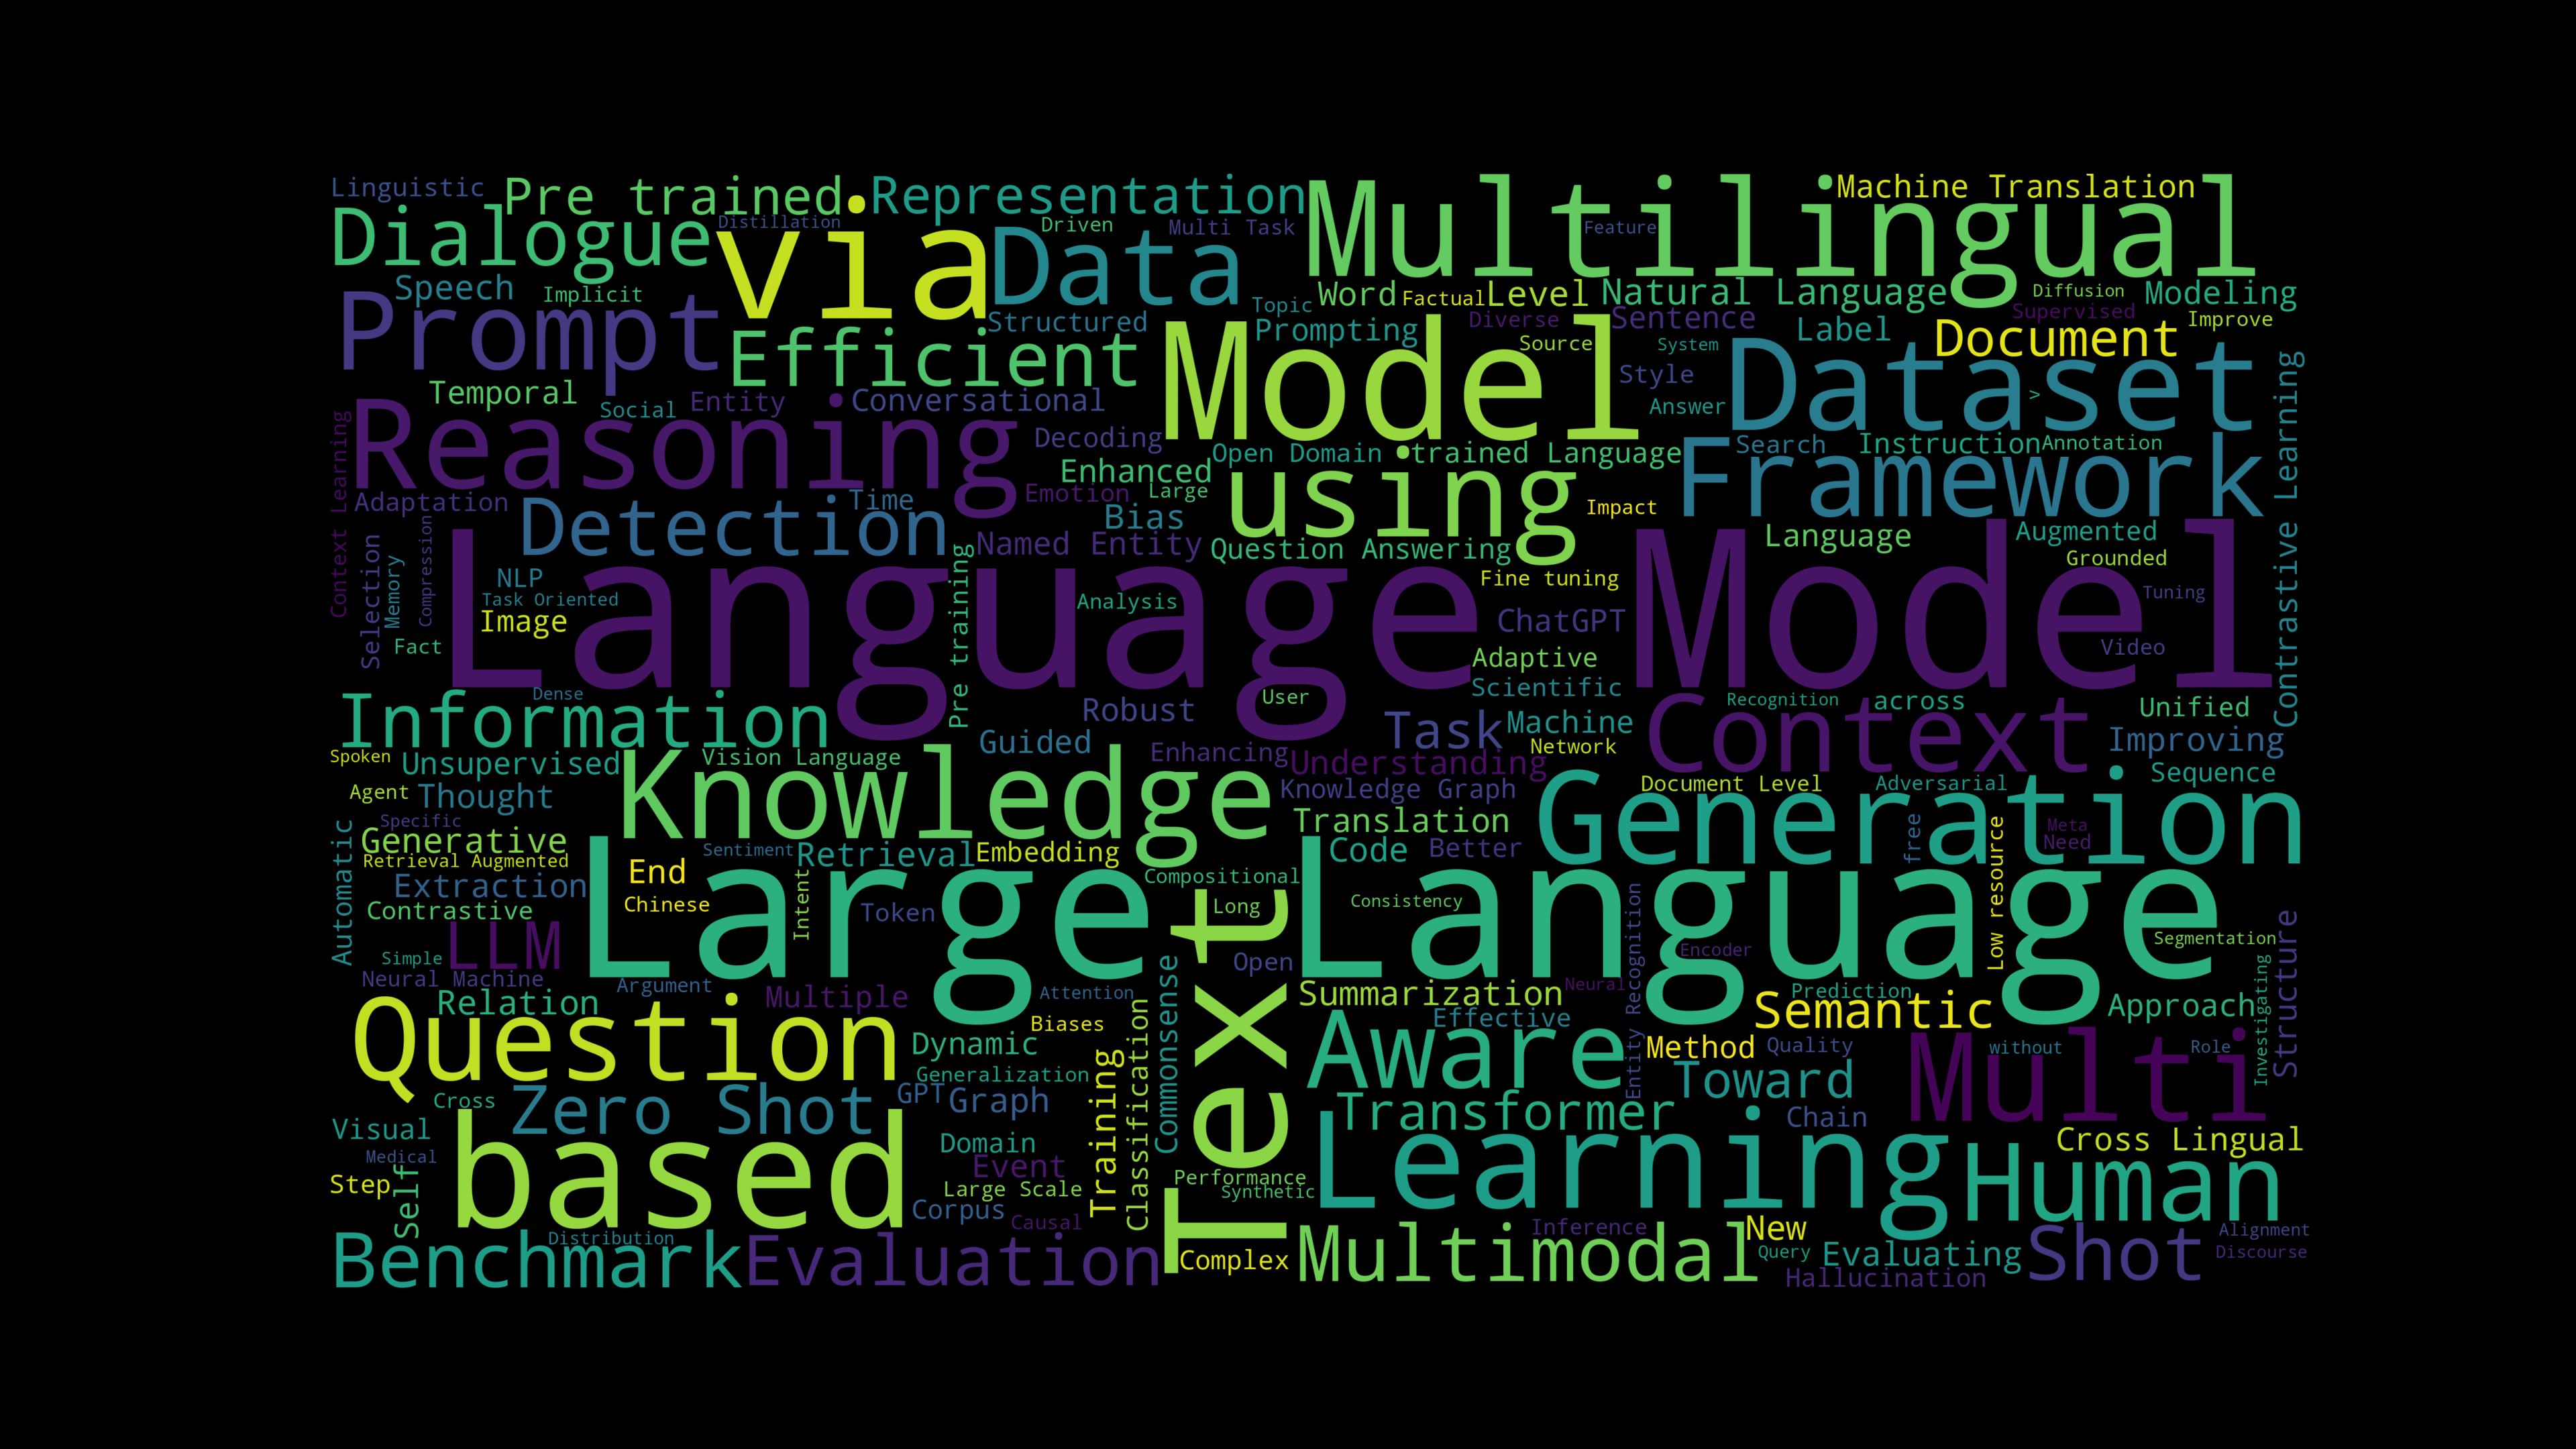 Linguistic
Pre trained
Representation
Multilingual
Machine Translation
Dialogue
Distillation
via
Driven
Multi Task
Data
Feature
Speech
Implicit
Prompt
Efficient
Structured
Topic
Word
Factual
Level
Natural Language
Diffusion
Modeling
Prompting
Diverse
Sentence
Supervised
Improve
Model
Source
System
Label
Document
Dataset
Temporal
Social
Entity
Conversational
Style
Answer
>
Reasoning
Decoding
Open Domain
trained Language
Search
Instruction
Annotation
Framework
Contrastive Learning
Context Learning
Enhanced
using
Adaptation
Detection
Time
Emotion
Large
Bias
Impact
Named Entity
Question Answering
Language
Augmented
Grounded
Language Model
Selection
Memory
Compression
NLP
Task Oriented
Image
Fact
Pre training
Analysis
Fine tuning
ChatGPT
Tuning
Video
Adaptive
Scientific
Dense
User
Information
Robust
Task
Machine
Context
Recognition
across
Unified
Improving
Spoken
Unsupervised
Vision Language
Guided
Enhancing
Understanding
Network
Knowledge
Agent
Thought
Knowledge Graph
Document Level
Adversarial
Sequence
Generation
Specific
Generative
Translation
free
Low resource
Meta
Need
Automatic
Retrieval Augmented
Sentiment
Retrieval
Embedding
Code
Better
Extraction
End
Chinese
Intent
Large Language
Compositional
Consistency
Contrastive
Token
Long
LLM
Entity Recognition
Encoder
Segmentation
Structure
Simple
Neural Machine
Argument
Attention
Open
Investigating
Relation
Multiple
Commonsense
Text
Summarization
Neural
Prediction
Semantic
Approach
Question
Biases
Effective
Aware
Dynamic
Method
Quality
without
Role
Multi
Generalization
Training
Classification
Toward
Cross
Zero Shot
GPT
Graph
Transformer
Chain
Visual
Medical
based
Domain
Learning
Cross Lingual
Human
Step
Self
Event
Large Scale
Performance
Synthetic
Corpus
Causal
Inference
New
Alignment
Benchmark
Distribution
Evaluation
Complex
Multimodal
Query
Evaluating
Shot
Discourse
Hallucination